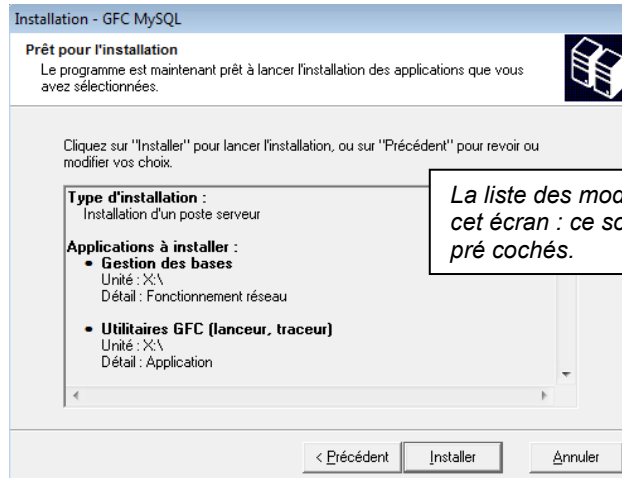 Installation - GFC MySQL
Prêt pour l'installation
Le programme est maintenant prêt à lancer l'installation des applications que vous
avez sélectionnées.
Cliquez sur "Installer" pour lancer l'installation, ou sur "Précédent" pour revoir ou
modifier vos choix.
Type d'installation :
Installation d'un poste serveur
Applications à installer :
• Gestion des bases
Unité : X:\
Détail : Fonctionnement réseau
• Utilitaires GFC (lanceur, traceur)
Unité : X:\
Détail : Application
La liste des mod
cet écran : ce so
pré cochés.
< Précédent
Installer
Annuler